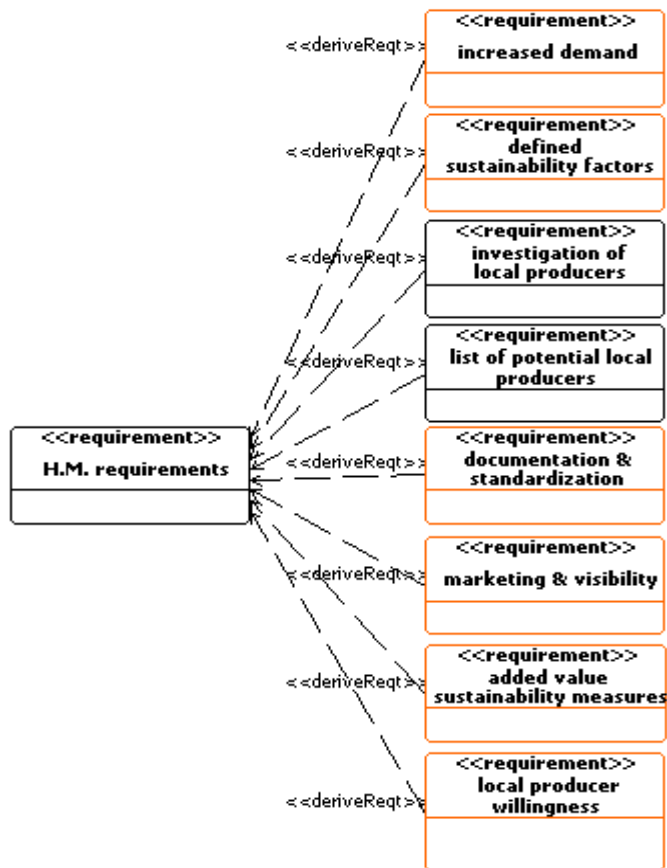 <<requirement>>
<<deriveReqt>>
increased demand
<<requirement>>
<<deriveReqt>>
defined
sustainability factors
<<requirement>>
<<deriveReqt>>
investigation of
local producers
<<requirement>>
<<deriveReqt>>
list of potential local
producers
<<requirement>>
H.M. requirements
<<requirement>>
<<deriveReqt>>
documentation &
standardization
<<requirement>>
<<deriveReqt>>
marketing & visibility
<<requirement>>
<<deriveReqt>>
added value
sustainability measures
<<requirement>>
<<deriveReqt>>
local producer
willingness